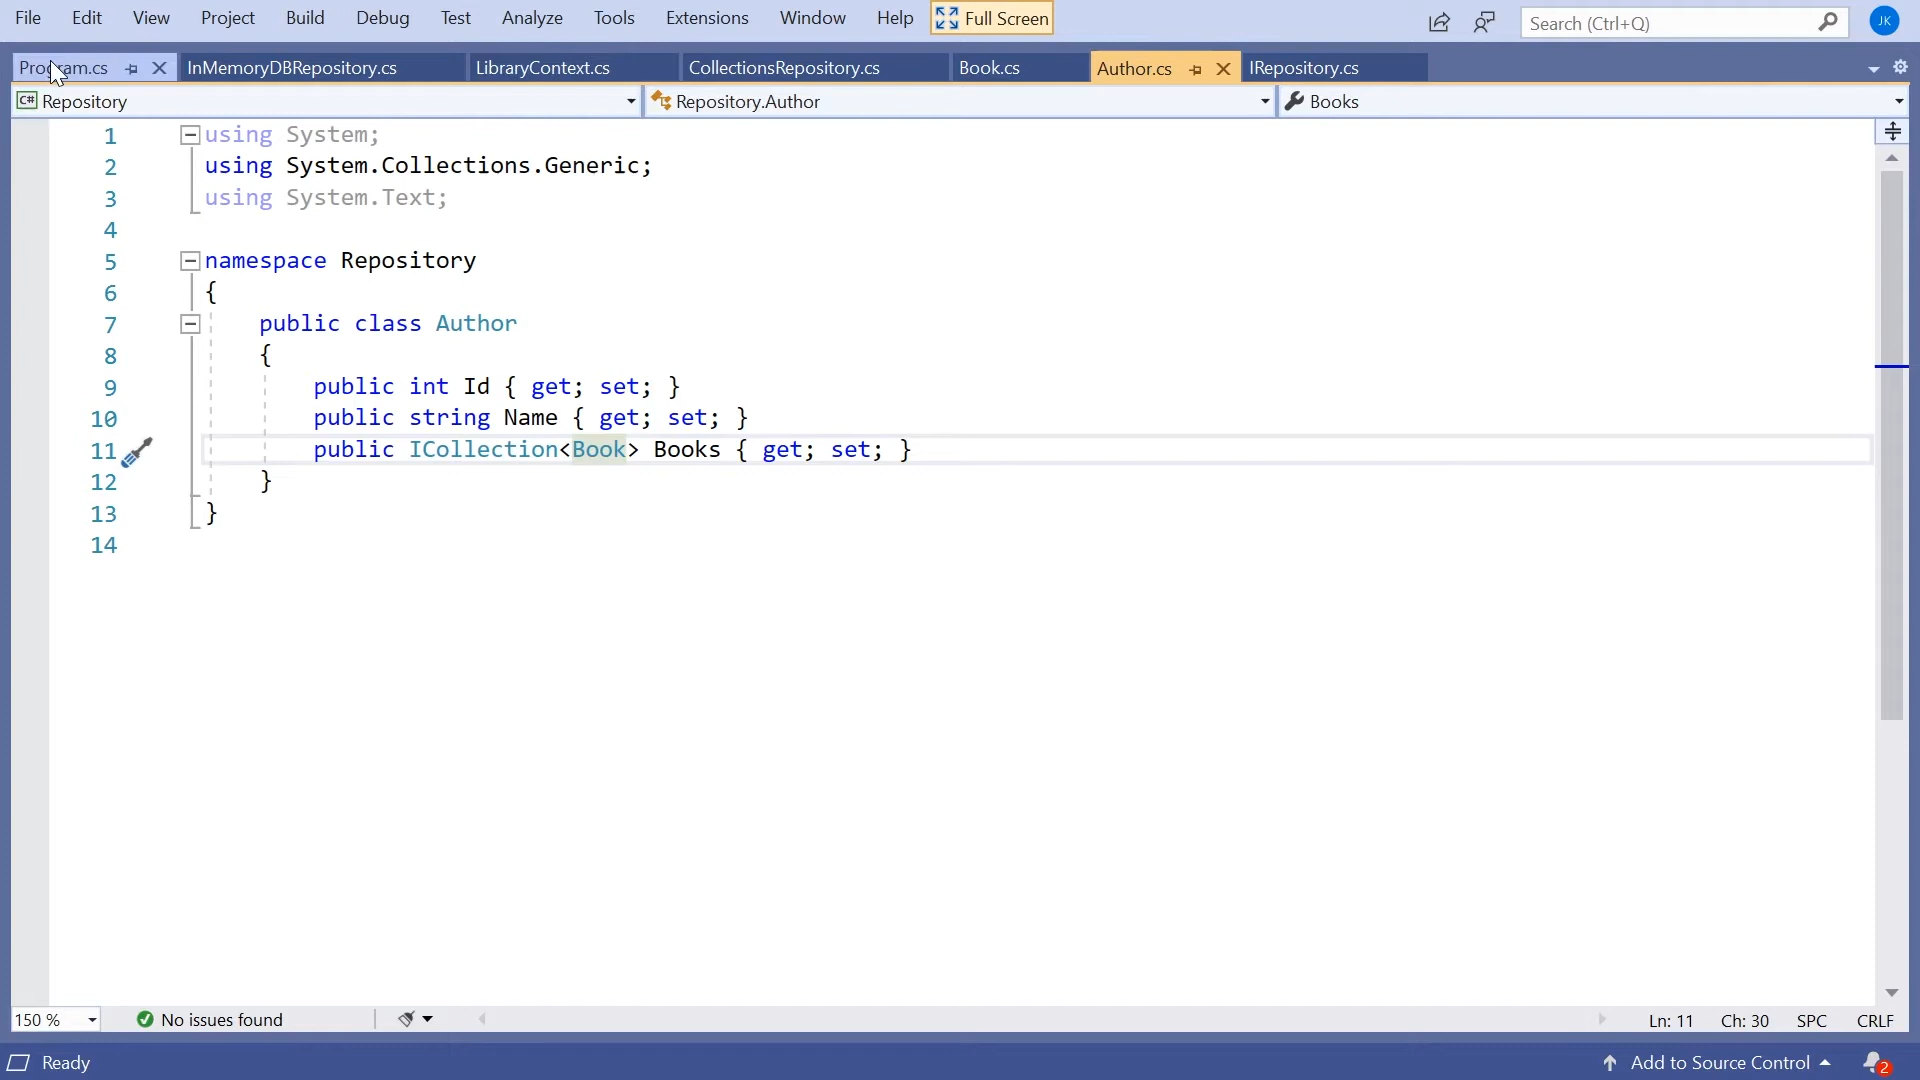 File Edit View Project Build Debug Test Analyze Tools Extensions Window Help Full Screen Search (Ctrl+Q) JK
Program.cs InMemoryDBRepository.cs LibraryContext.cs CollectionsRepository.cs Book.cs Author.cs IRepository.cs
C# Repository Repository.Author Books
1 using System;
2 using System.Collections.Generic;
3 using System.Text;
4
5 namespace Repository
6 {
7 public class Author
8 {
9 public int Id { get; set; }
10 public string Name { get; set; }
11 public ICollection<Book> Books { get; set; }
12 }
13 }
14
150 % No issues found Ln: 11 Ch: 30 SPC CRLF
Ready Add to Source Control 2